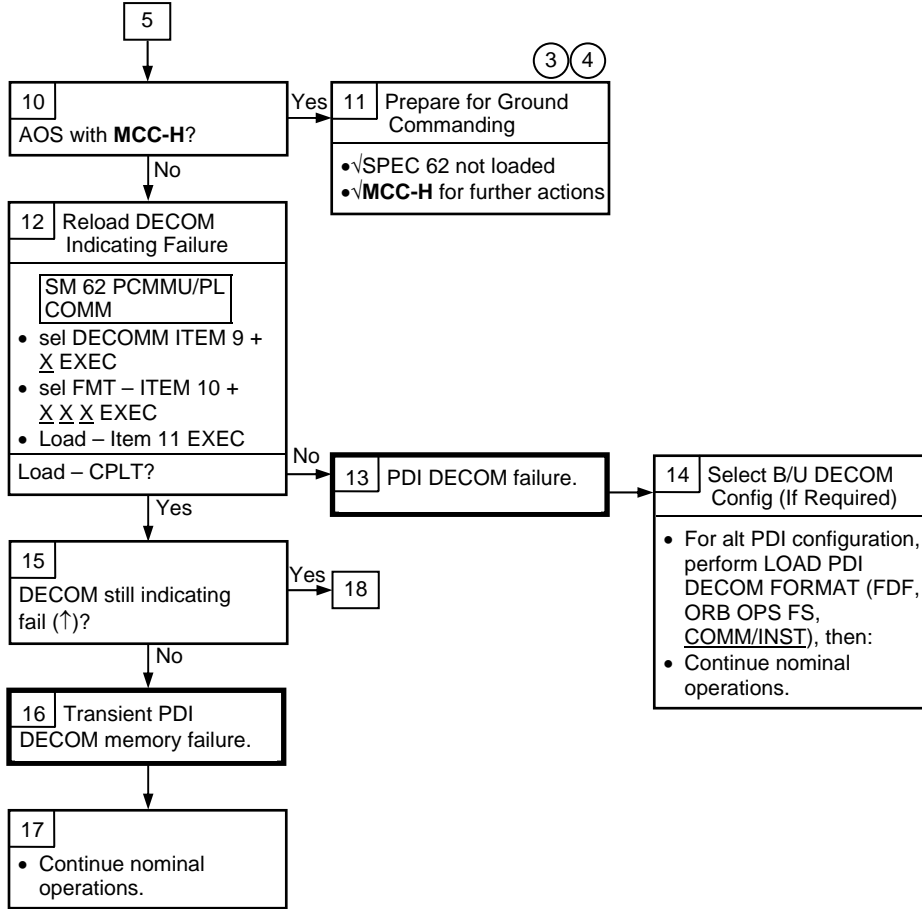 5
3 4
10
AOS with MCC-H?
Yes
No
11 Prepare for Ground
Commanding
•√SPEC 62 not loaded
•√MCC-H for further actions
12 Reload DECOM
Indicating Failure
SM 62 PCMMU/PL
COMM
• sel DECOMM ITEM 9 +
X EXEC
• sel FMT – ITEM 10 +
X X X EXEC
• Load – Item 11 EXEC
Load – CPLT?
No
Yes
13 PDI DECOM failure.
14 Select B/U DECOM
Config (If Required)
• For alt PDI configuration,
perform LOAD PDI
DECOM FORMAT (FDF,
ORB OPS FS,
COMM/INST), then:
• Continue nominal
operations.
15
DECOM still indicating
fail (↑)?
Yes
18
No
16 Transient PDI
DECOM memory failure.
17
• Continue nominal
operations.